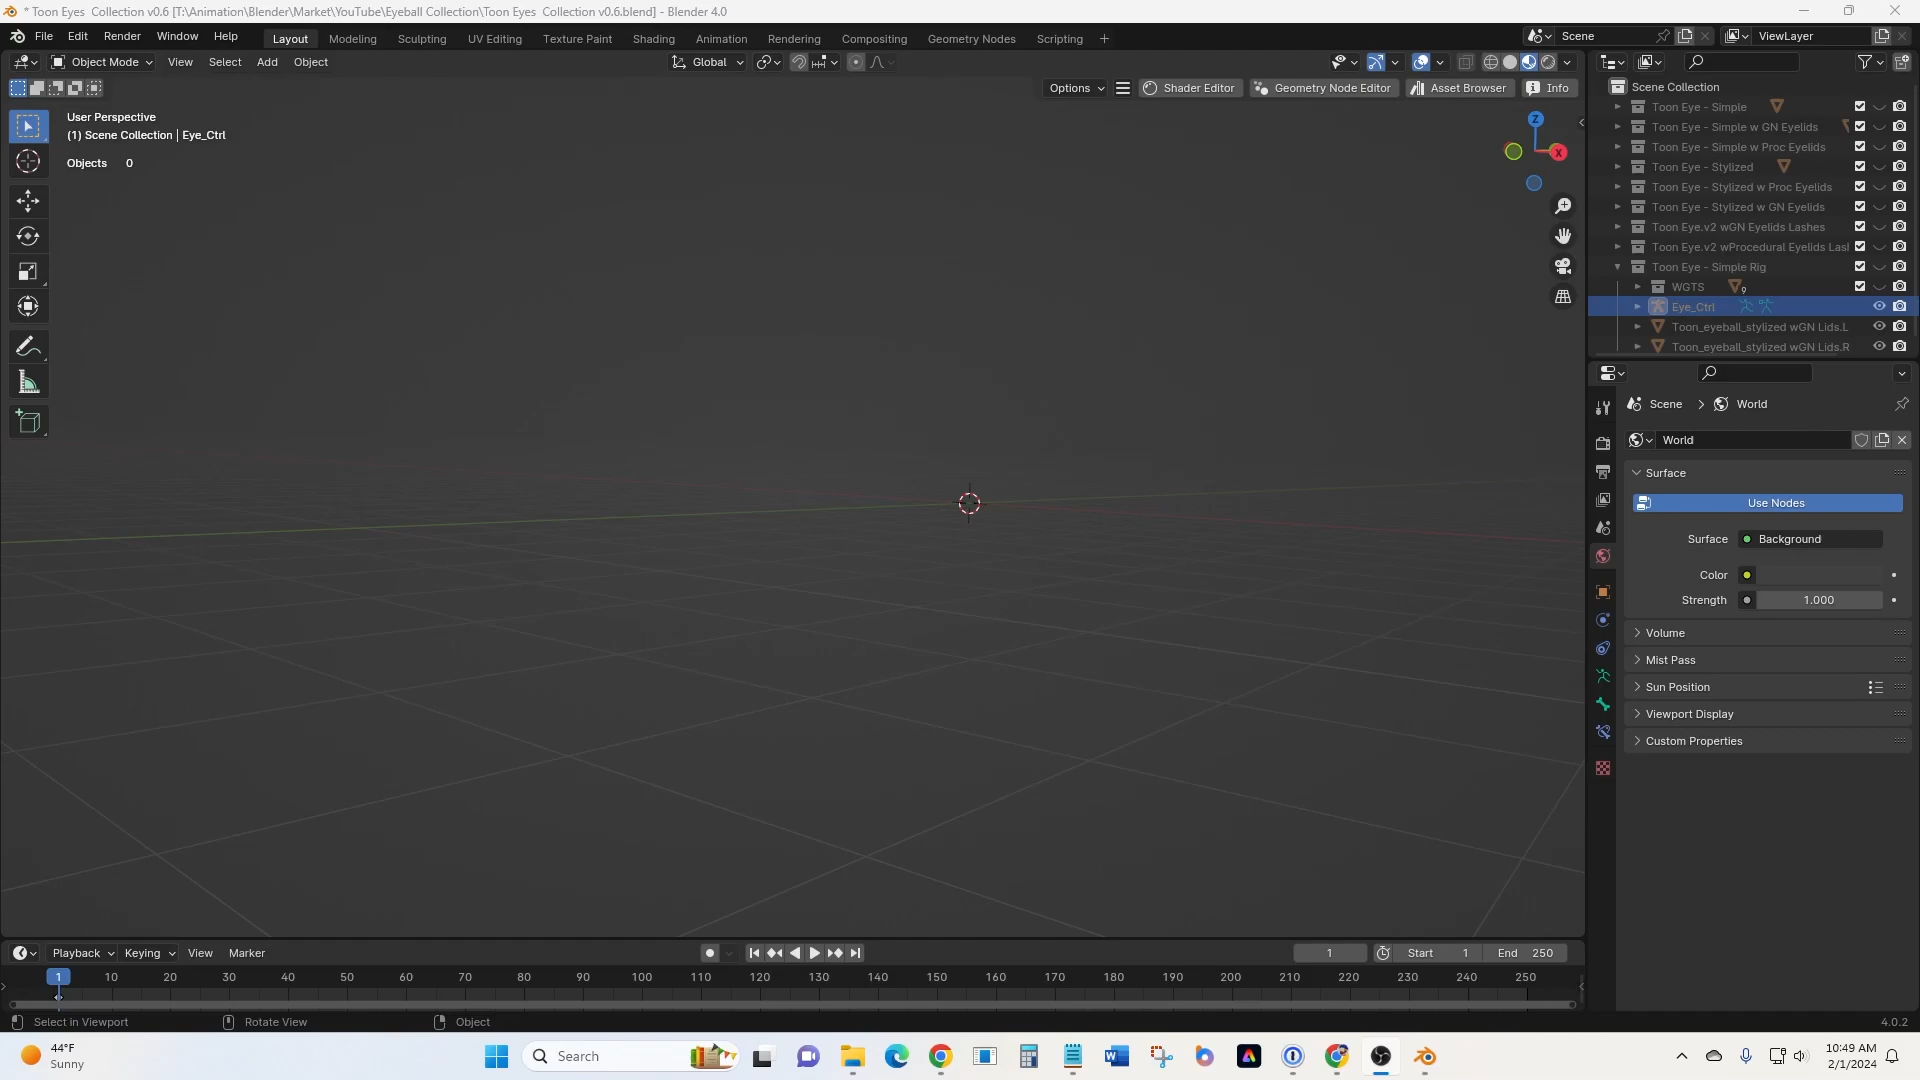 * Toon Eyes  Collection v0.6 [T:\Animation\Blender\Market\YouTube\Eyeball Collection\Toon Eyes  Collection v0.6.blend] - Blender 4.0
File Edit Render Window Help
Layout Modeling Sculpting UV Editing Texture Paint Shading Animation Rendering Compositing Geometry Nodes Scripting +
Scene
ViewLayer
Object Mode View Select Add Object
Global
Options
Shader Editor
Geometry Node Editor
Asset Browser
Info
User Perspective
(1) Scene Collection | Eye_Ctrl
Objects 0
Z
X
Scene Collection
Toon Eye - Simple
Toon Eye - Simple w GN Eyelids
Toon Eye - Simple w Proc Eyelids
Toon Eye - Stylized
Toon Eye - Stylized w Proc Eyelids
Toon Eye - Stylized w GN Eyelids
Toon Eye.v2 wGN Eyelids Lashes
Toon Eye.v2 wProcedural Eyelids Lasl
Toon Eye - Simple Rig
WGTS 9
Eye_Ctrl
Toon_eyeball_stylized wGN Lids.L
Toon_eyeball_stylized wGN Lids.R
Scene > World
World
Surface
Use Nodes
Surface Background
Color
Strength 1.000
Volume
Mist Pass
Sun Position
Viewport Display
Custom Properties
Playback Keying View Marker
1
Start 1
End 250
1 10 20 30 40 50 60 70 80 90 100 110 120 130 140 150 160 170 180 190 200 210 220 230 240 250
Select in Viewport
Rotate View
Object
4.0.2
44°F
Sunny
Search
10:49 AM
2/1/2024